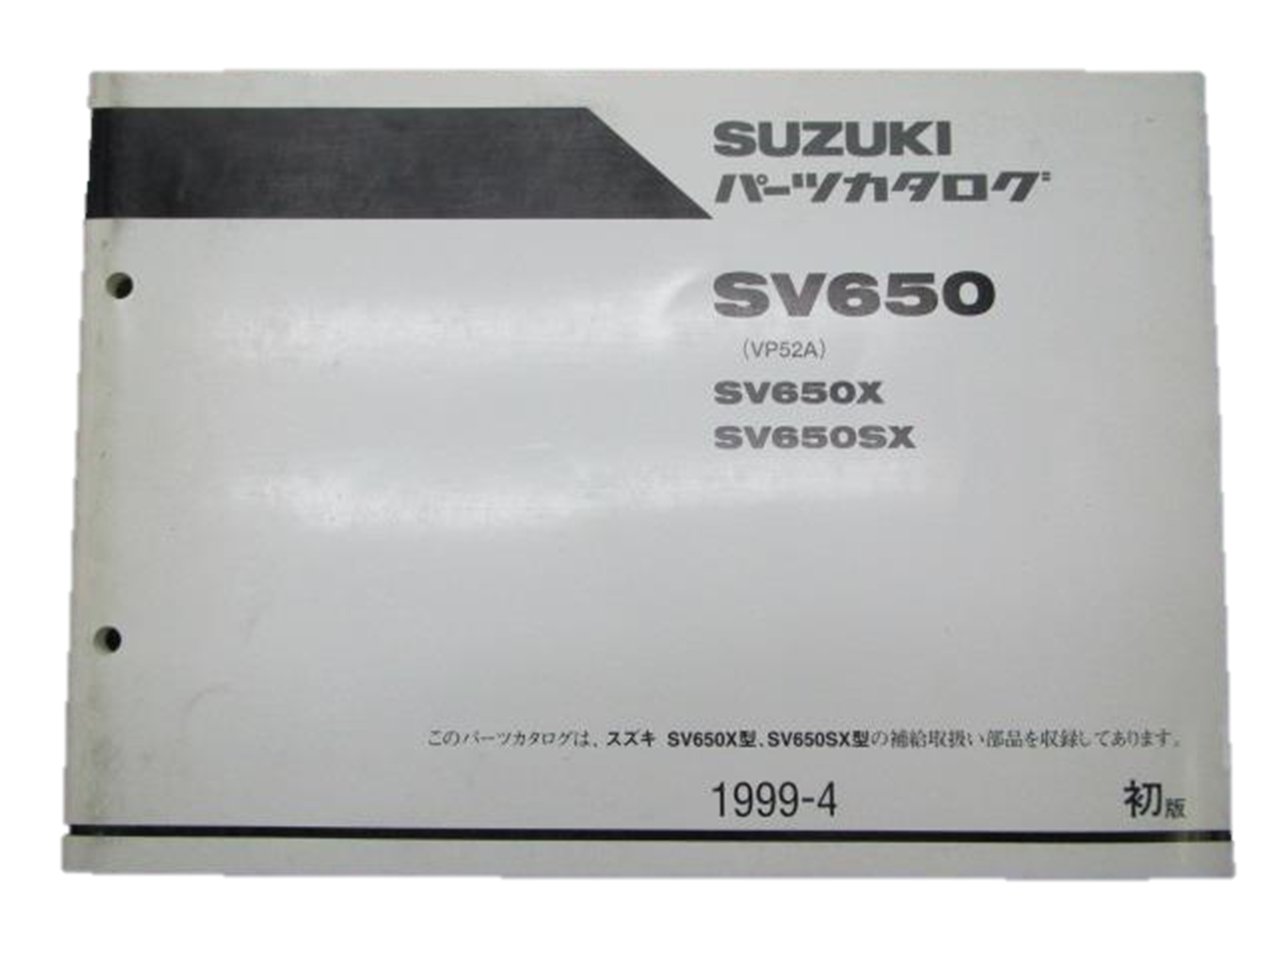 SUZUKI
パーツカタログ
SV650
(VP52A)
SV650X
SV650SX
このパーツカタログは、スズキ SV650X型、SV650SX型の補給取扱い部品を収録してあります。
1999-4 初版